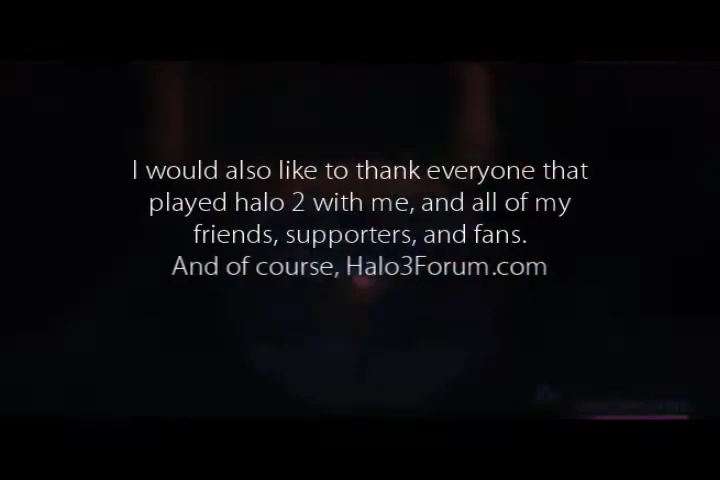 I would also like to thank everyone that
played halo 2 with me, and all of my
friends, supporters, and fans.
And of course, Halo3Forum.com